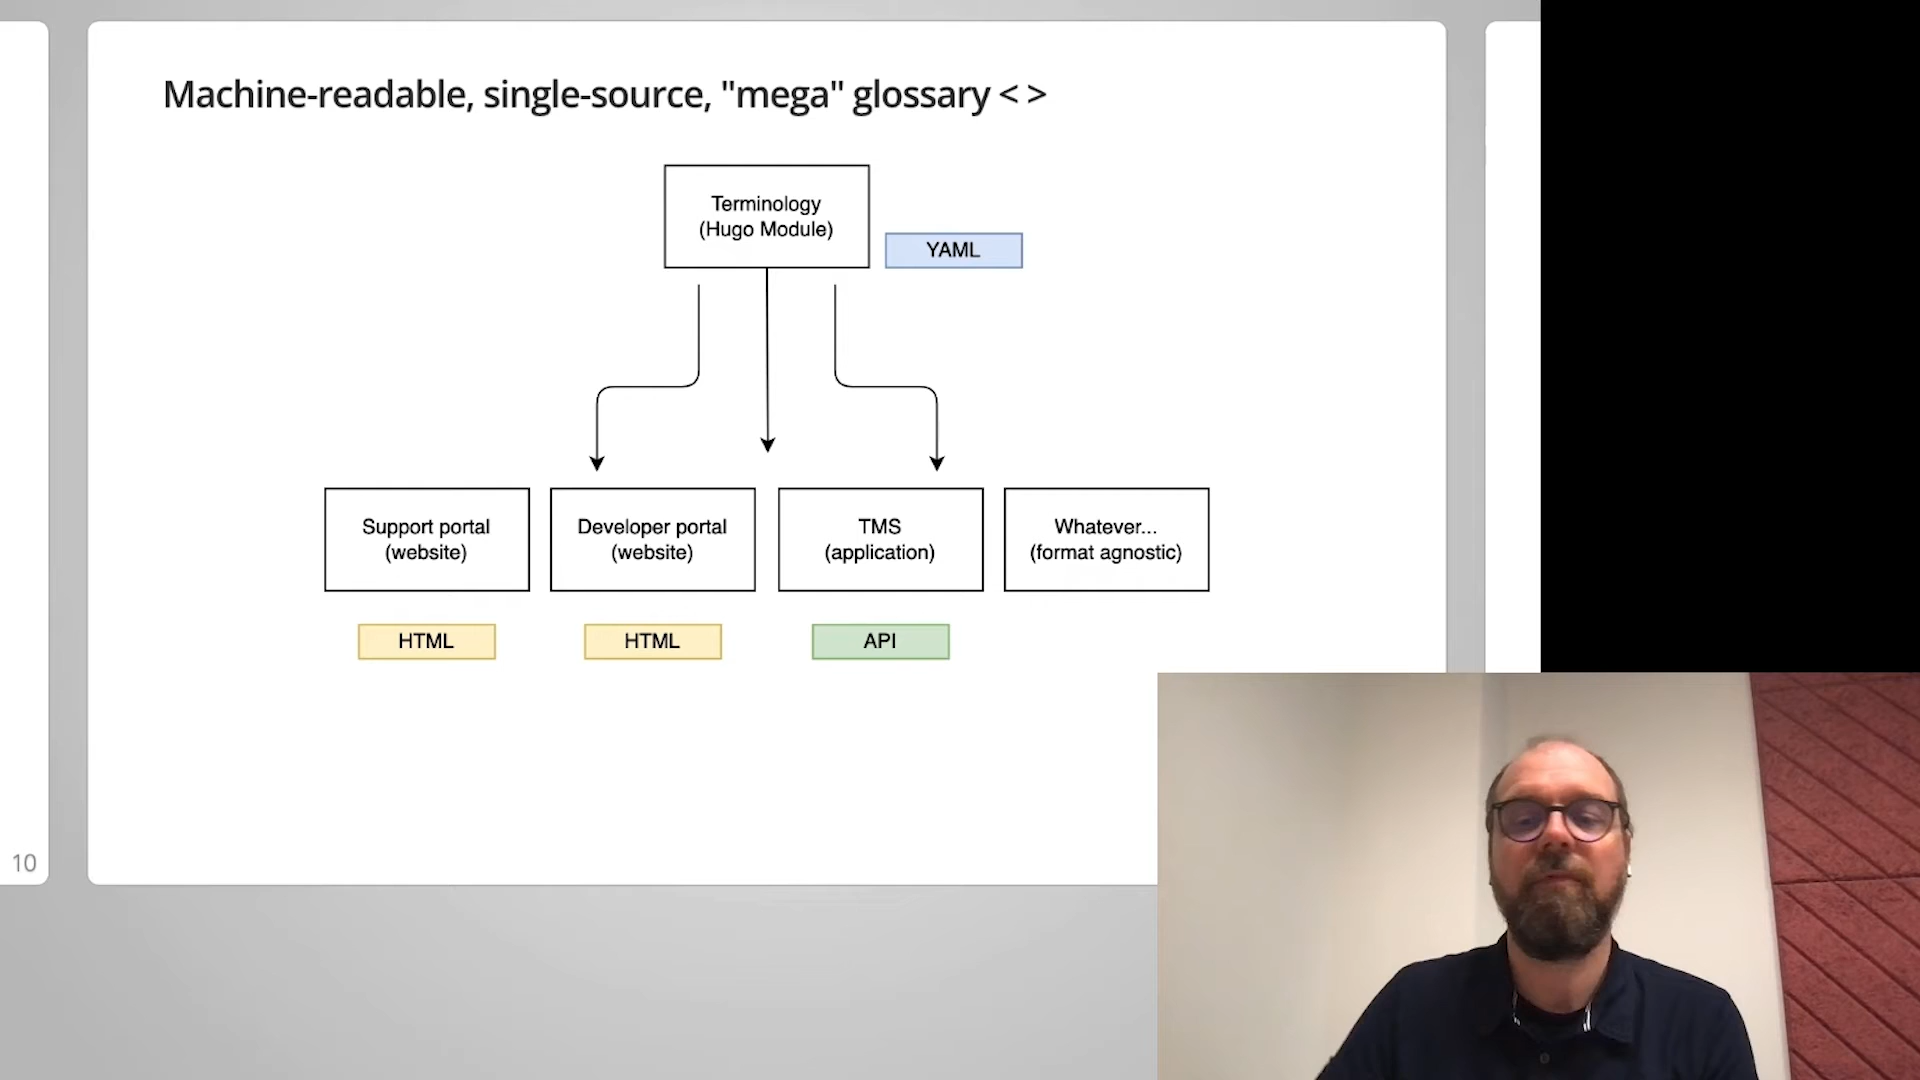 Machine-readable, single-source, "mega" glossary < >
Terminology
(Hugo Module)
YAML
Support portal
(website)
Developer portal
(website)
TMS
(application)
Whatever...
(format agnostic)
HTML
HTML
API
10